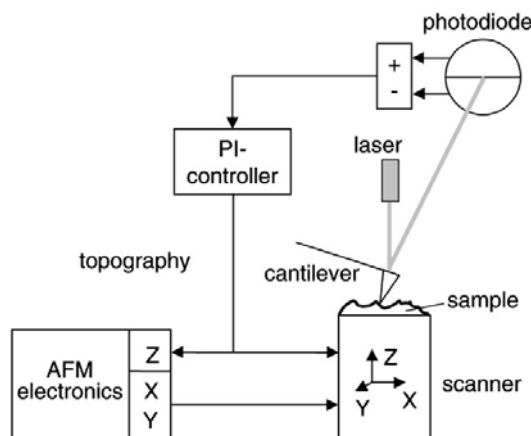 photodiode
+
-
laser
PI-
controller
topography
cantilever
sample
AFM
electronics
Z
X
Y
Z
Y
X
scanner